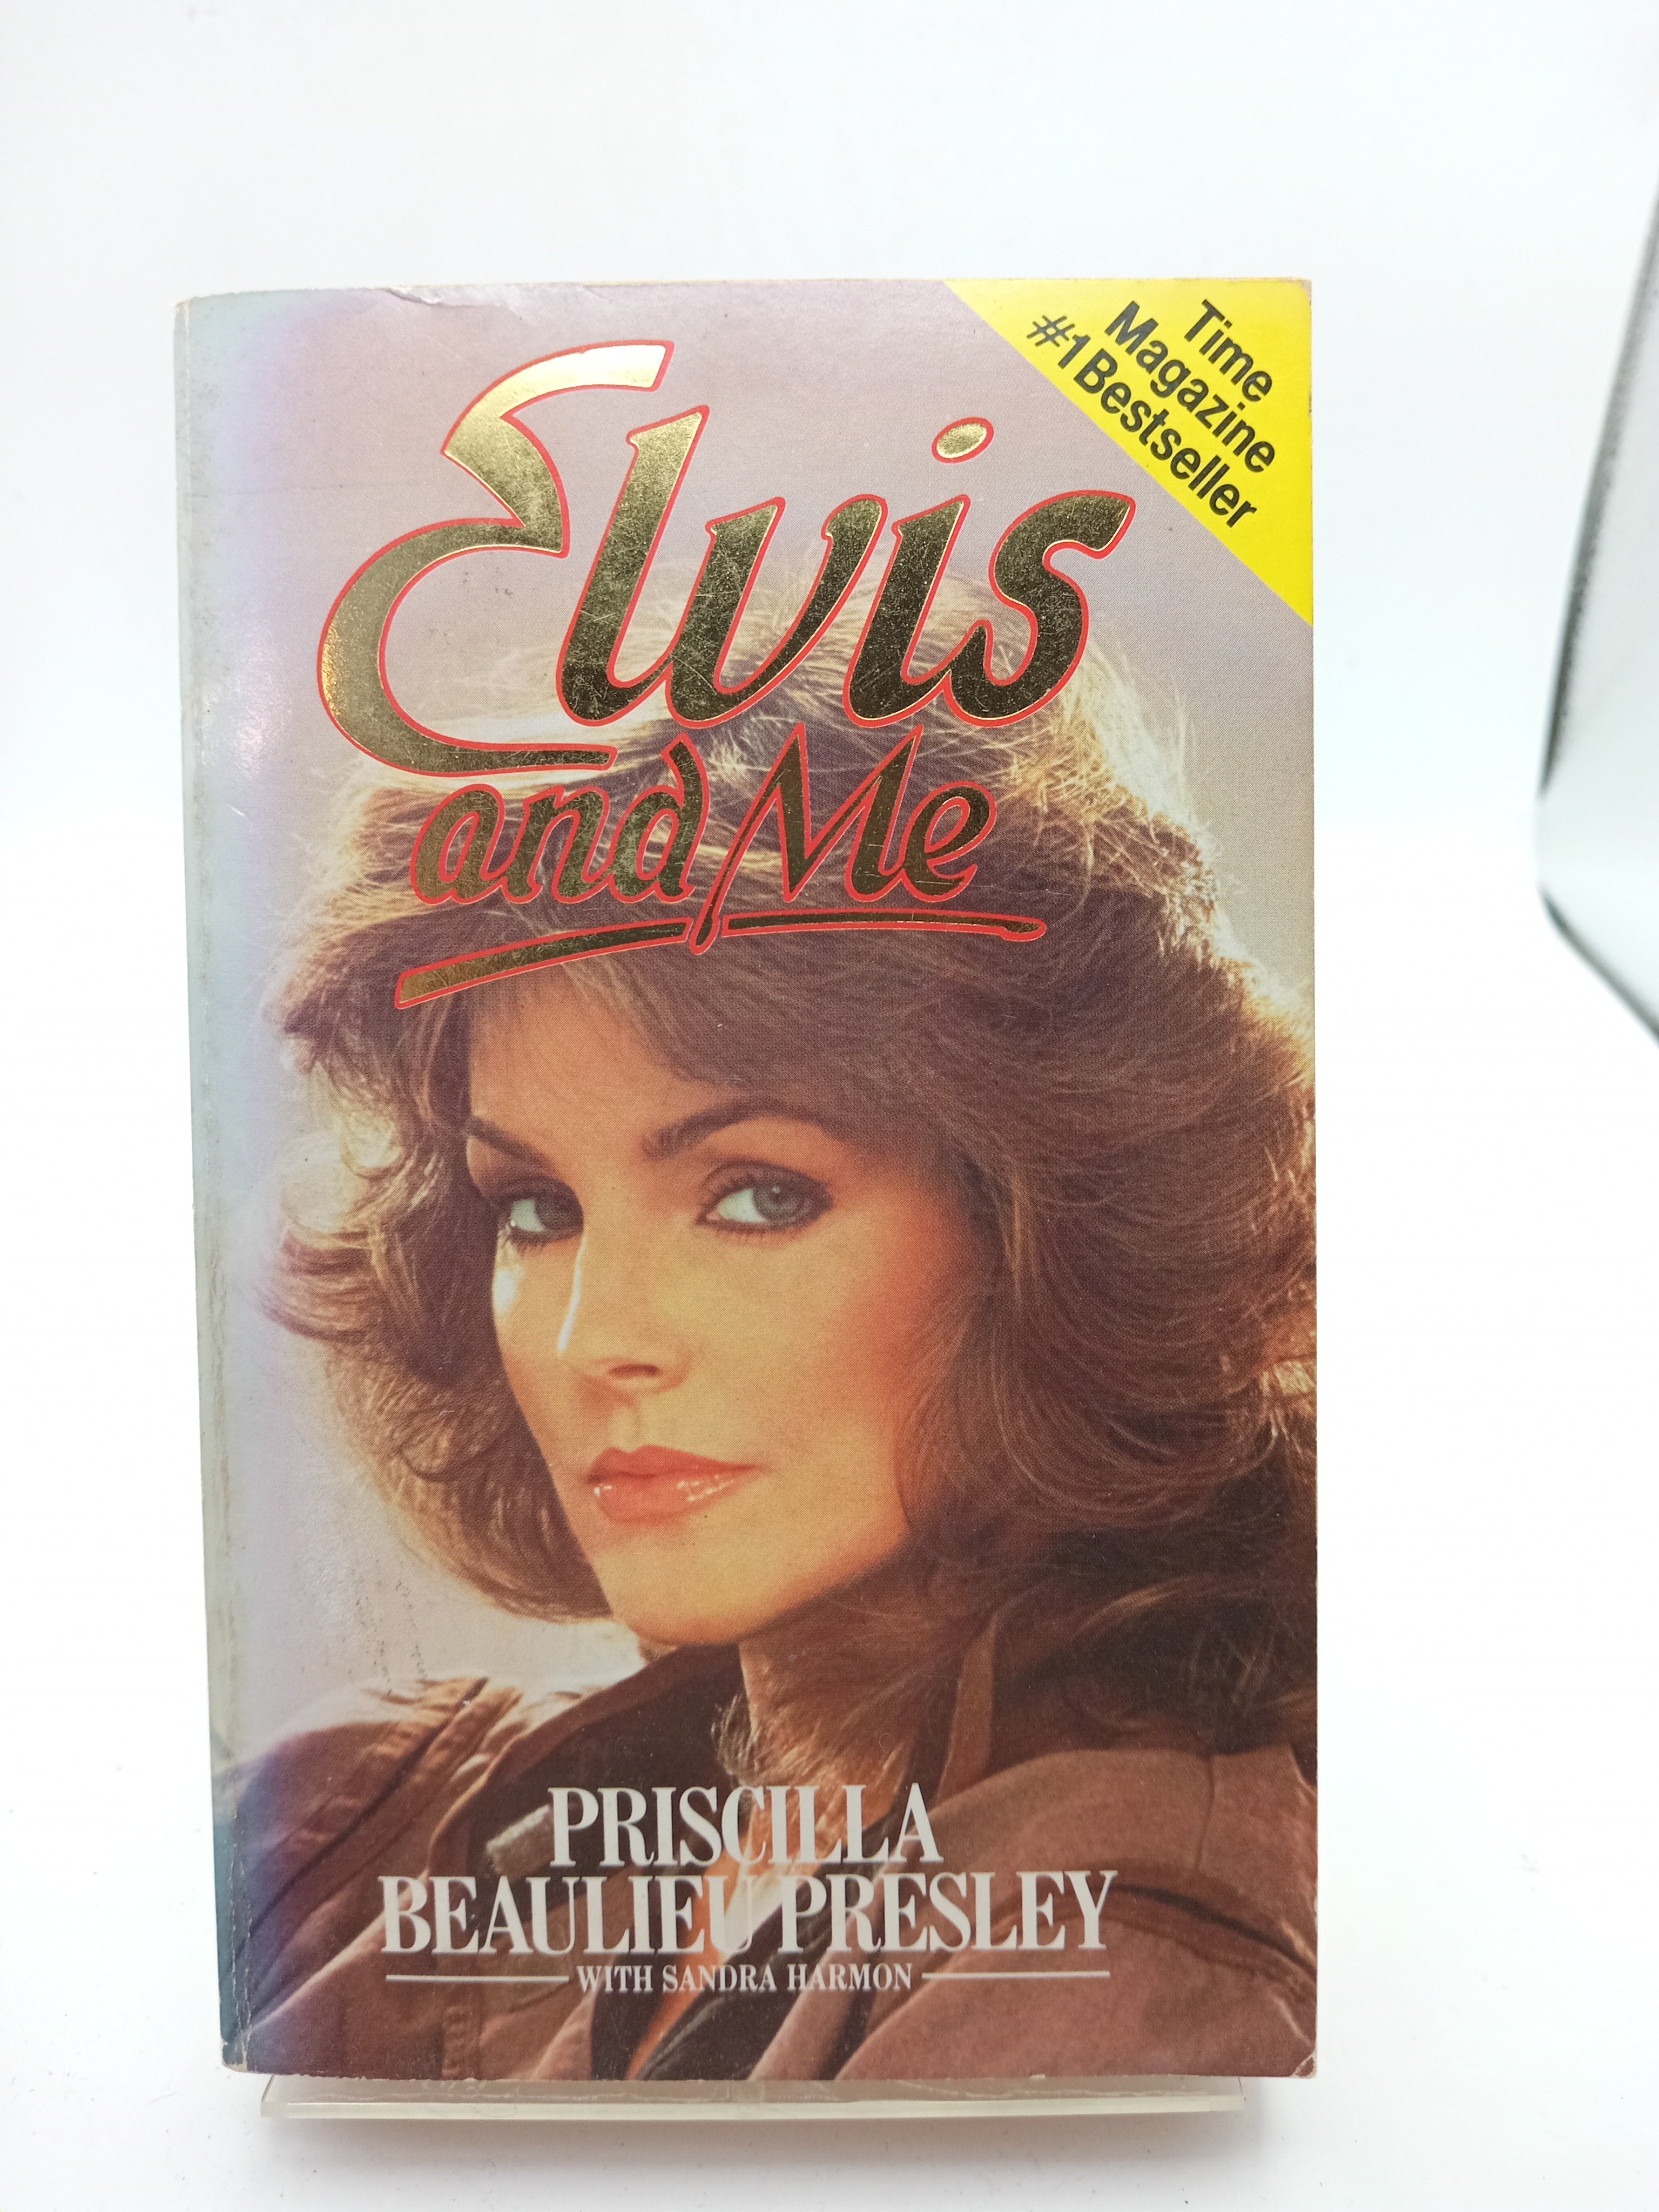 Time
Magazine
#1 Bestseller
Elvis
and Me
PRISCILLA
BEAULIEU PRESLEY
WITH SANDRA HARMON